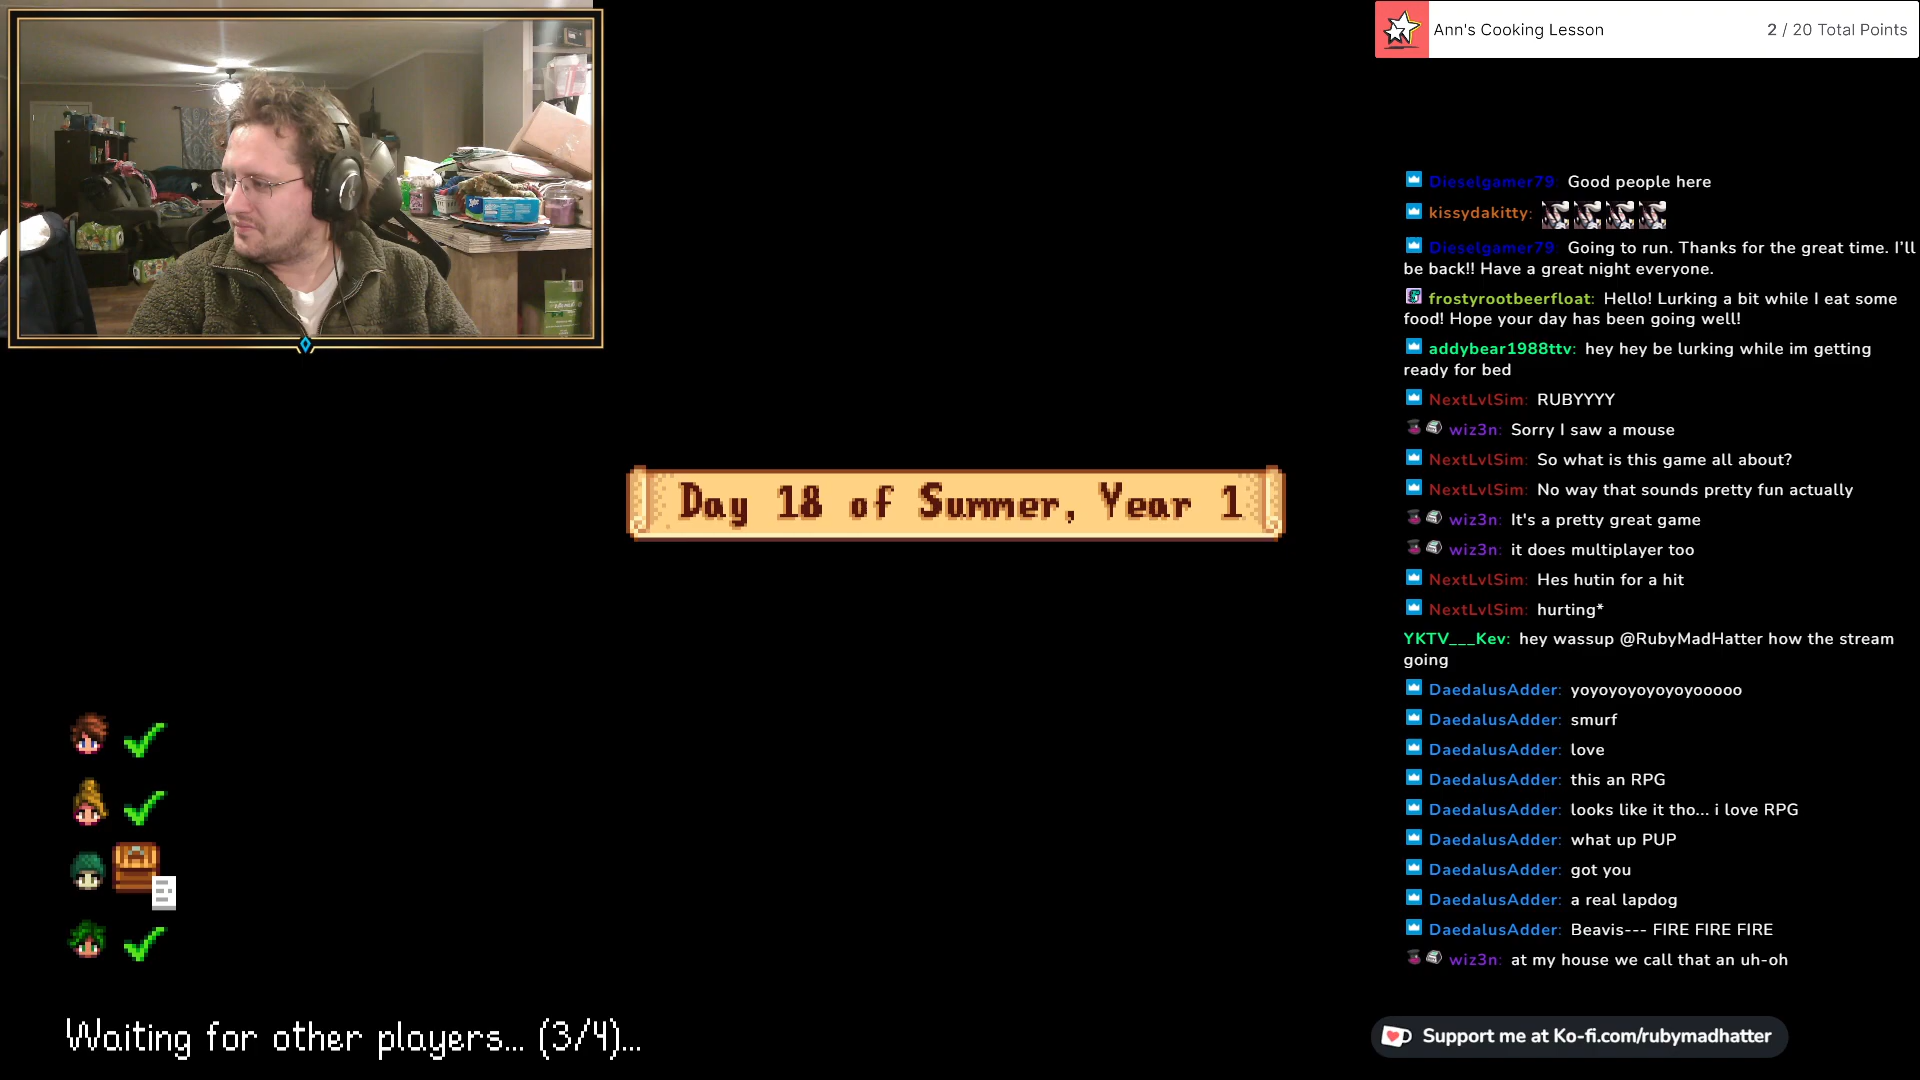 Ann's Cooking Lesson
2 / 20 Total Points
Dieselgamer79: Good people here
kissydakitty:
Dieselgamer79: Going to run. Thanks for the great time. I'll
be back!! Have a great night everyone.
frostyrootbeerfloat: Hello! Lurking a bit while I eat some
food! Hope your day has been going well!
addybear1988ttv: hey hey be lurking while im getting
ready for bed
NextLvlSim: RUBYYYY
wiz3n: Sorry I saw a mouse
NextLvlSim: So what is this game all about?
NextLvlSim: No way that sounds pretty fun actually
wiz3n: It's a pretty great game
wiz3n: it does multiplayer too
NextLvlSim: Hes hutin for a hit
NextLvlSim: hurting*
YKTV___Kev: hey wassup @RubyMadHatter how the stream
going
DaedalusAdder: yoyoyoyoyoyoyooooo
DaedalusAdder: smurf
DaedalusAdder: love
DaedalusAdder: this an RPG
DaedalusAdder: looks like it tho... i love RPG
DaedalusAdder: what up PUP
DaedalusAdder: got you
DaedalusAdder: a real lapdog
DaedalusAdder: Beavis--- FIRE FIRE FIRE
wiz3n: at my house we call that an uh-oh
Day 18 of Summer, Year 1
Waiting for other players... (3/4)...
Support me at Ko-fi.com/rubymadhatter